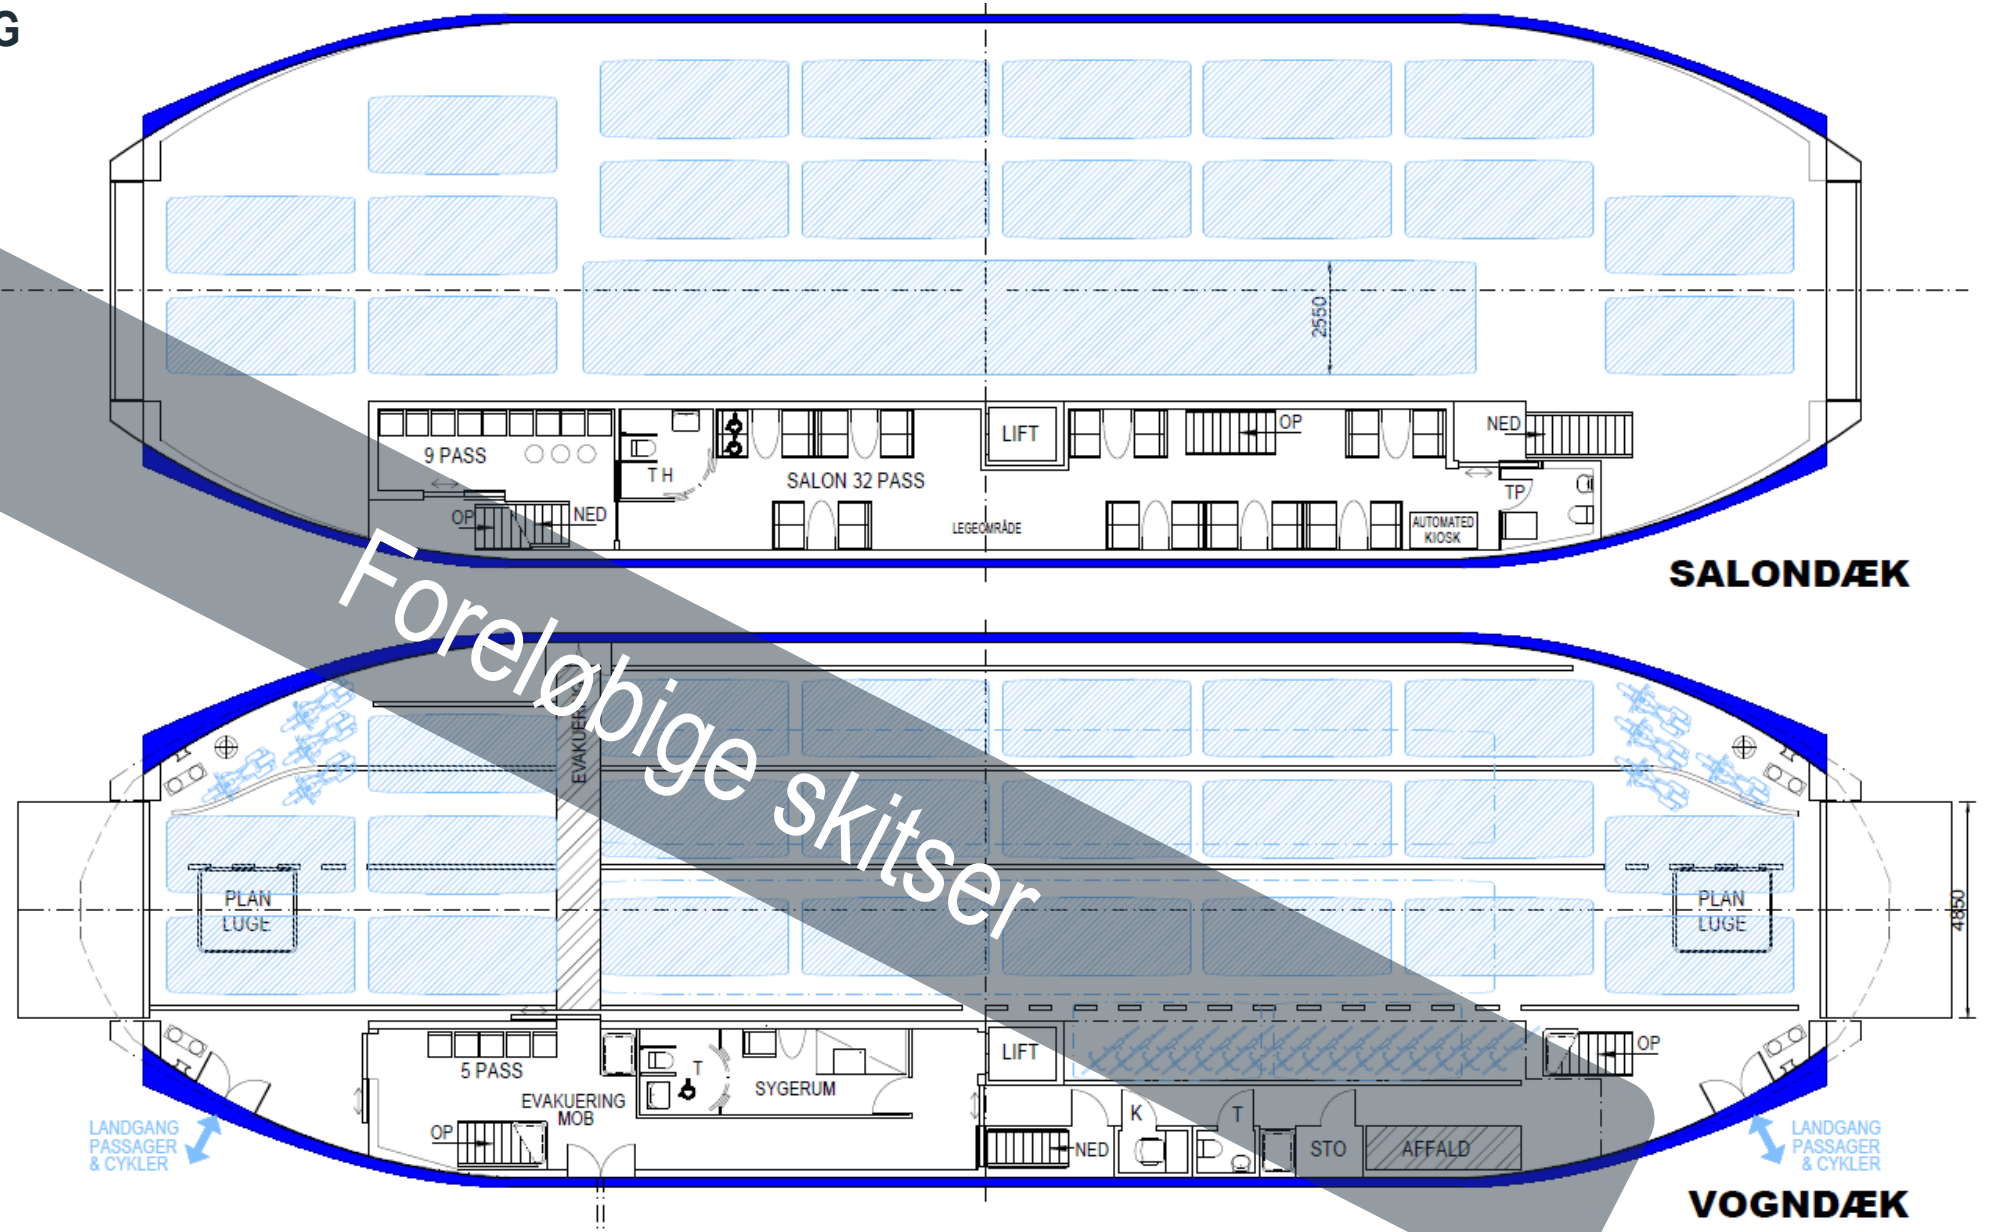 G
2550
LIFT
OP
NED
9 PASS
T H
SALON 32 PASS
TP
OP
NED
LEGEOMRÅDE
AUTOMATED
KIOSK
SALONDÆK
Foreløbige skitser
PLAN
LUGE
PLAN
LUGE
4850
LIFT
OP
5 PASS
T
SYGERUM
EVAKUERING
MOB
K
T
OP
NED
STO
AFFALD
LANDGANG
PASSAGER
& CYKLER
LANDGANG
PASSAGER
& CYKLER
VOGNDÆK